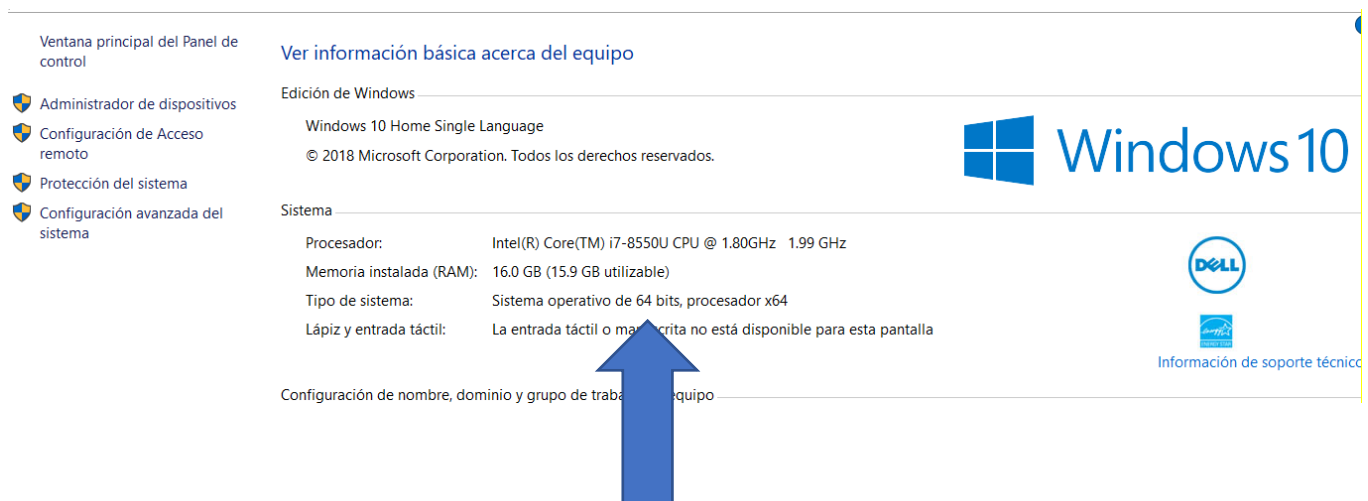 Ventana principal del Panel de
control
Administrador de dispositivos
Configuración de Acceso
remoto
Protección del sistema
Configuración avanzada del
sistema
Ver información básica acerca del equipo
Edición de Windows
Windows 10 Home Single Language
© 2018 Microsoft Corporation. Todos los derechos reservados.
Windows 10
Sistema
Procesador: Intel(R) Core(TM) i7-8550U CPU @ 1.80GHz 1.99 GHz
Memoria instalada (RAM): 16.0 GB (15.9 GB utilizable)
Tipo de sistema: Sistema operativo de 64 bits, procesador x64
Lápiz y entrada táctil: La entrada táctil o manuscrita no está disponible para esta pantalla
DELL
ENERGY STAR
Información de soporte técnico
Configuración de nombre, dominio y grupo de equipo